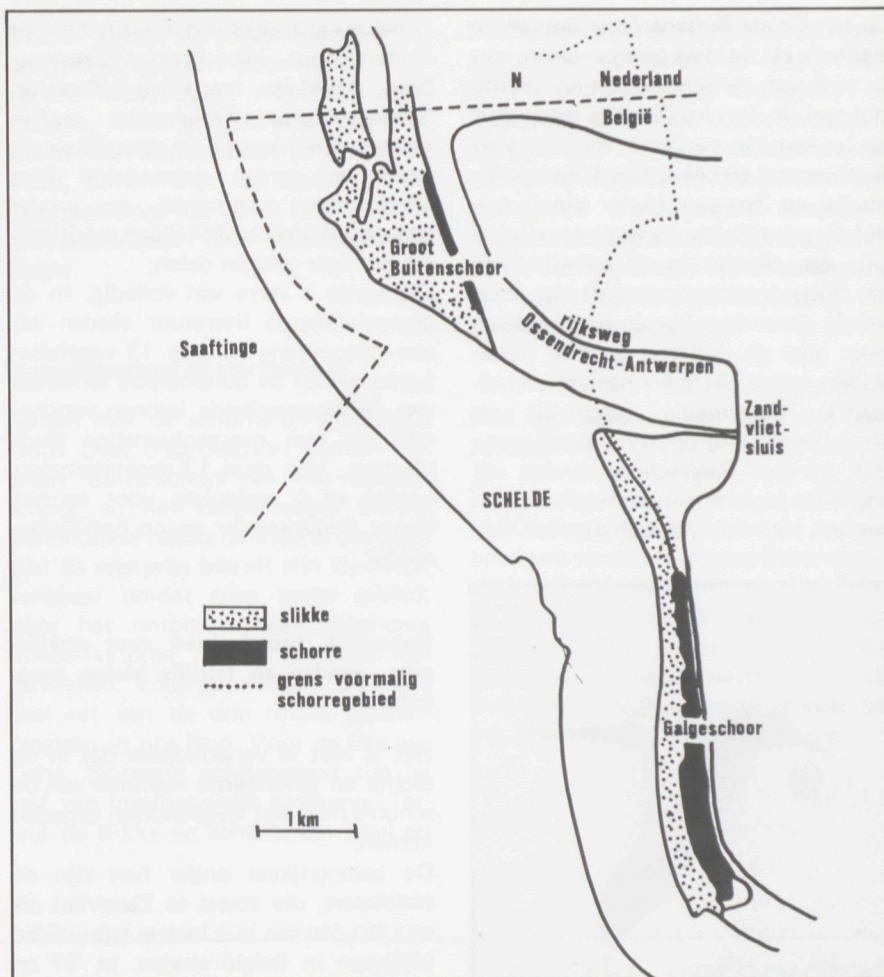 N Nederland
België
Groot
Buitenschoor
rijksweg
Ossendrecht-Antwerpen
Saaftinge
Zand-
vliet-
sluis
SCHELDE
slikke
schorre
grens voormalig
schorregebied
Galgeschoor
1 km